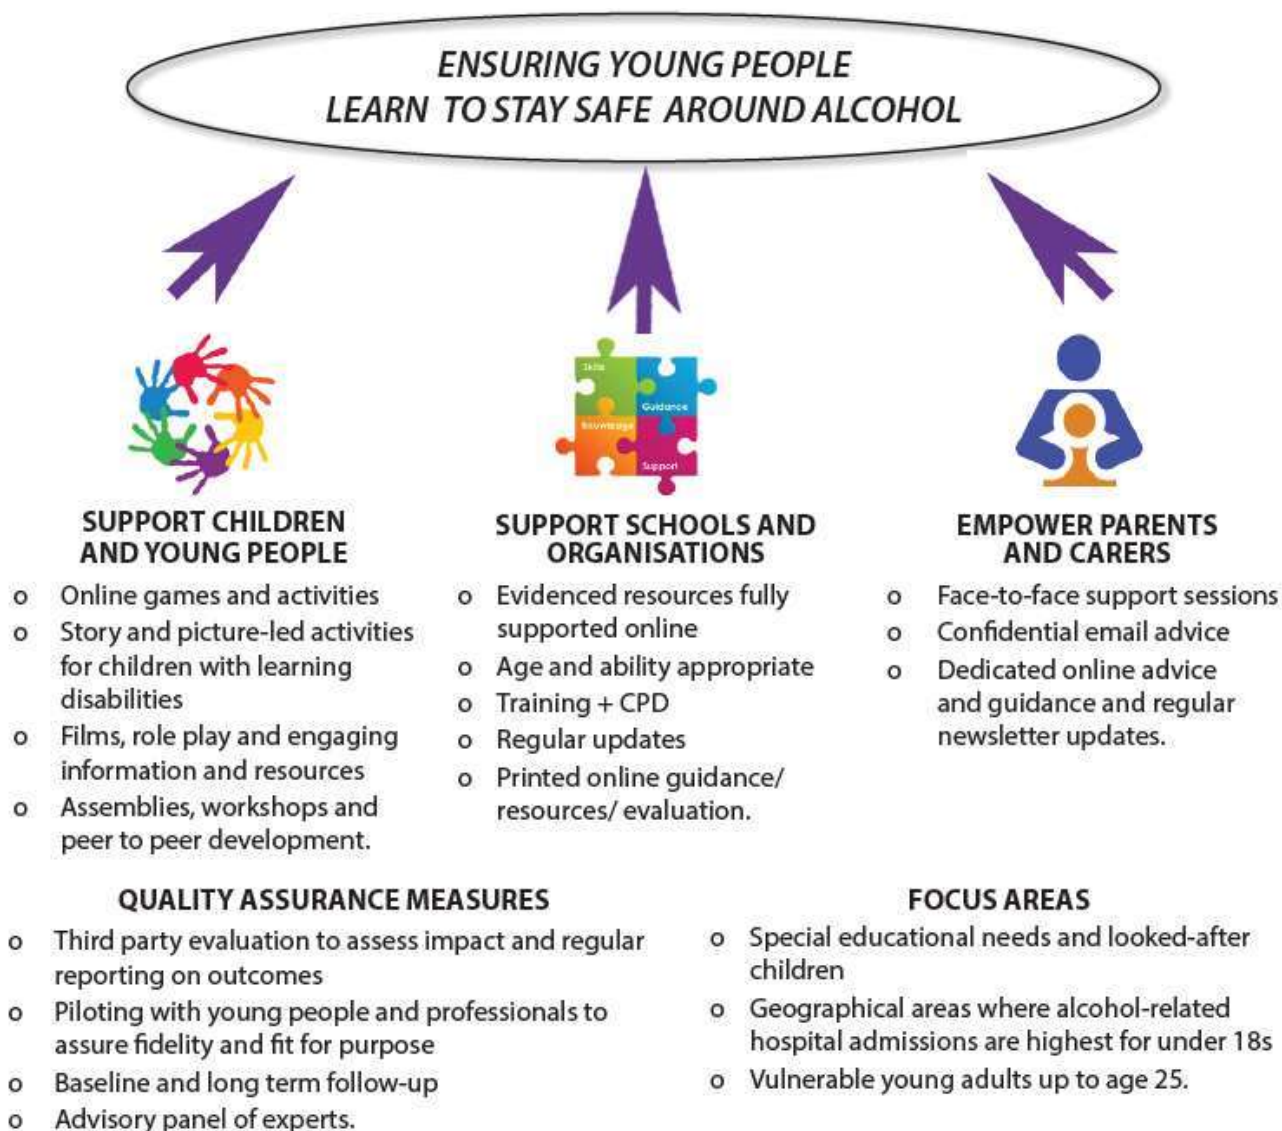 ENSURING YOUNG PEOPLE
LEARN TO STAY SAFE AROUND ALCOHOL
Skills
Guidance
Knowledge
Support
SUPPORT CHILDREN
AND YOUNG PEOPLE
o Online games and activities
o Story and picture-led activities
for children with learning
disabilities
o Films, role play and engaging
information and resources
o Assemblies, workshops and
peer to peer development.
SUPPORT SCHOOLS AND
ORGANISATIONS
o Evidenced resources fully
supported online
o Age and ability appropriate
o Training + CPD
o Regular updates
o Printed online guidance/
resources/ evaluation.
EMPOWER PARENTS
AND CARERS
o Face-to-face support sessions
o Confidential email advice
o Dedicated online advice
and guidance and regular
newsletter updates.
QUALITY ASSURANCE MEASURES
o Third party evaluation to assess impact and regular
reporting on outcomes
o Piloting with young people and professionals to
assure fidelity and fit for purpose
o Baseline and long term follow-up
o Advisory panel of experts.
FOCUS AREAS
o Special educational needs and looked-after
children
o Geographical areas where alcohol-related
hospital admissions are highest for under 18s
o Vulnerable young adults up to age 25.